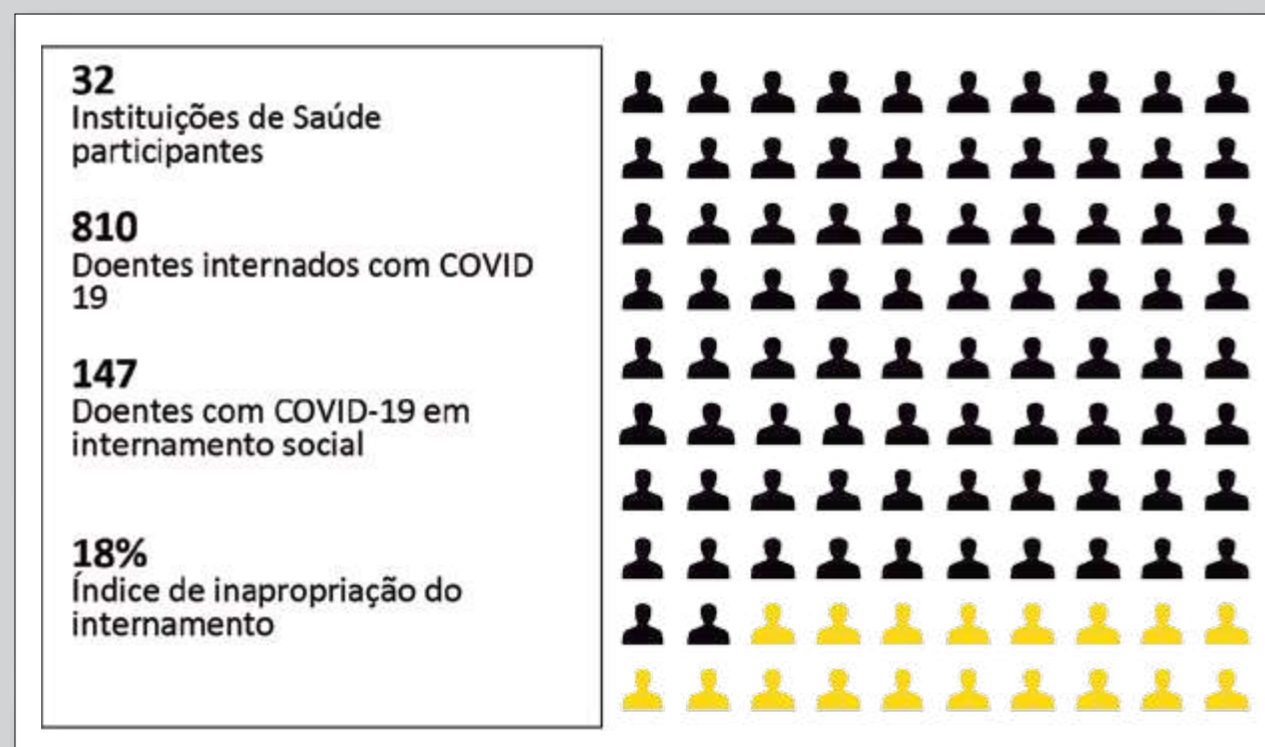 32
Instituições de Saúde
participantes
810
Doentes internados com COVID
19
147
Doentes com COVID-19 em
internamento social
18%
Índice de inapropriação do
internamento